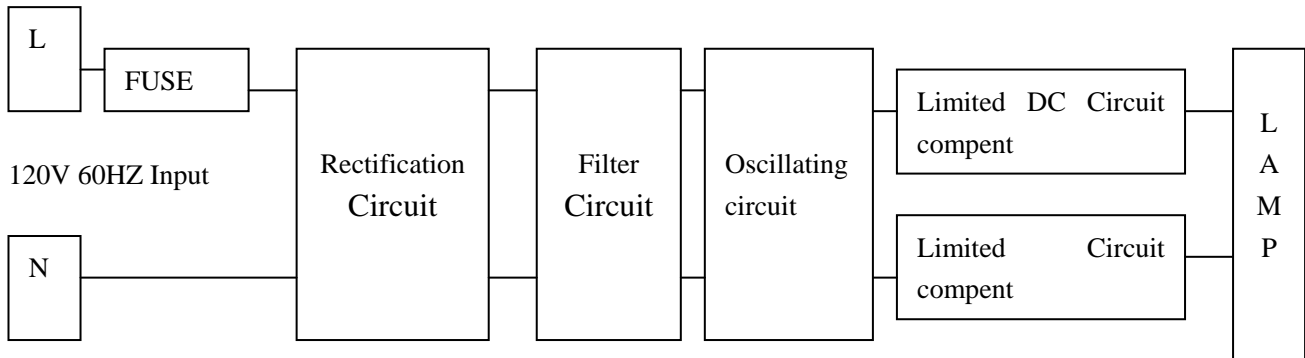 L
FUSE
120V 60HZ Input
N
Rectification
Circuit
Filter
Circuit
Oscillating
circuit
Limited DC Circuit
compent
Limited Circuit
compent
L
A
M
P